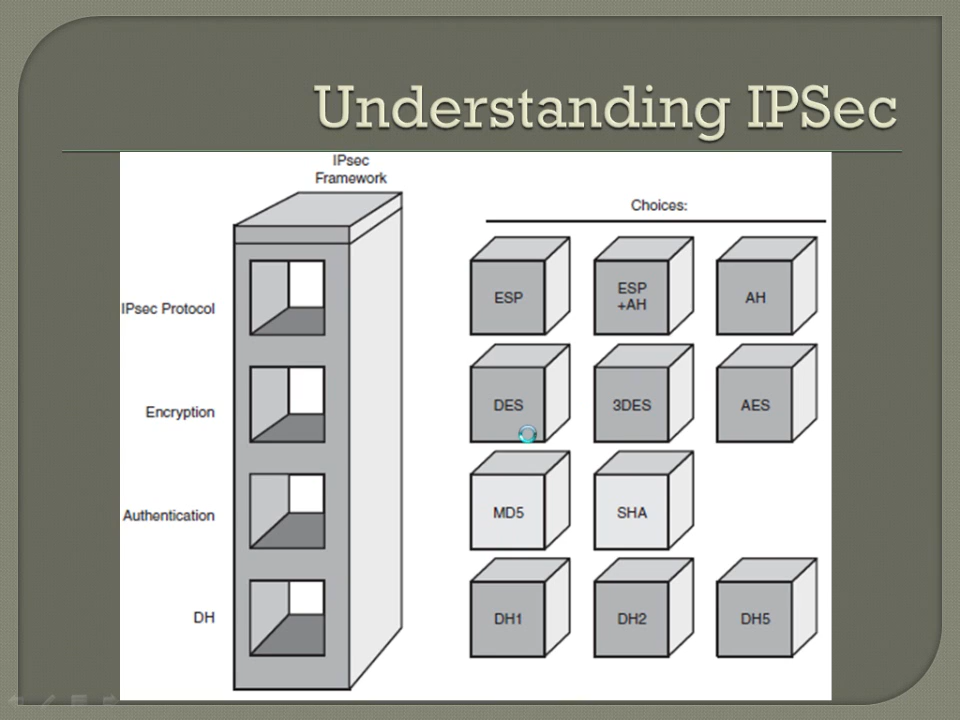 Understanding IPSec
IPsec
Framework
Choices:
IPsec Protocol
ESP
ESP
+AH
AH
Encryption
DES
3DES
AES
Authentication
MD5
SHA
DH
DH1
DH2
DH5